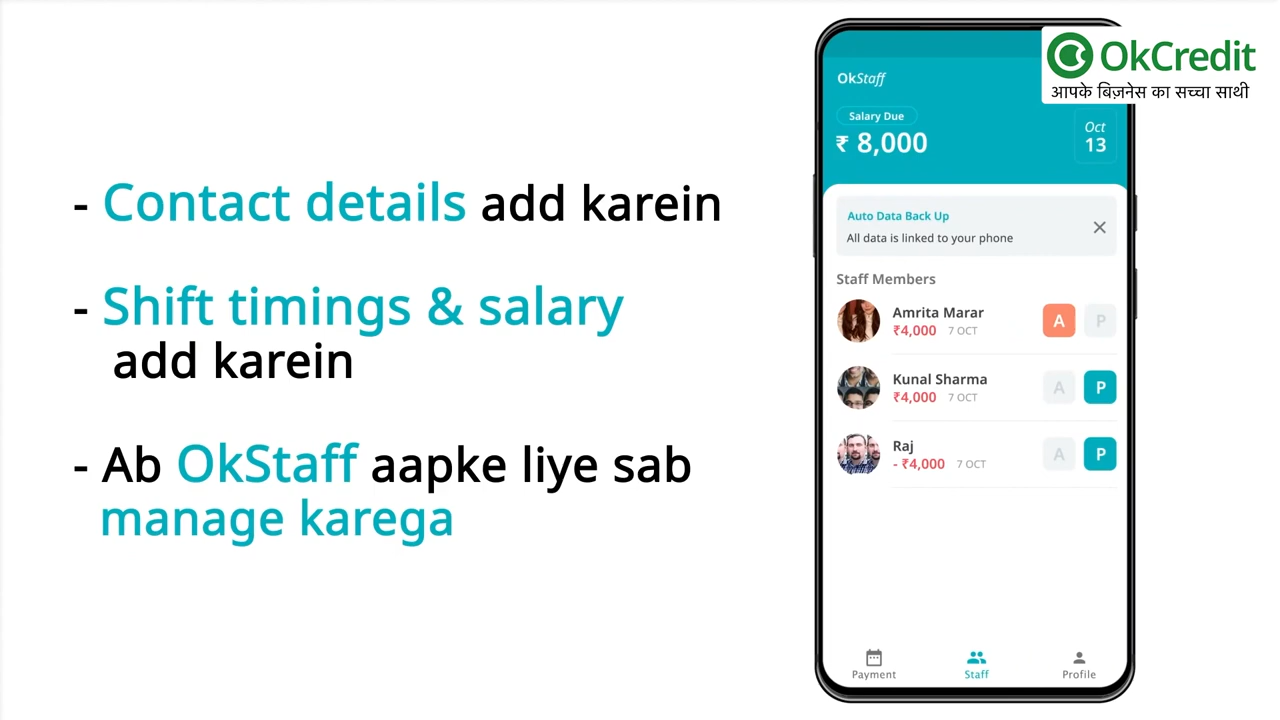 - Contact details add karein
- Shift timings & salary
add karein
- Ab OkStaff aapke liye sab
manage karega
OkCredit
आपके बिज़नेस का सच्चा साथी
OkStaff
Salary Due
₹ 8,000
Oct
13
Auto Data Back Up
All data is linked to your phone
Staff Members
Amrita Marar
₹4,000 7 OCT
A P
Kunal Sharma
₹4,000 7 OCT
A P
Raj
- ₹4,000 7 OCT
A P
Payment Staff Profile